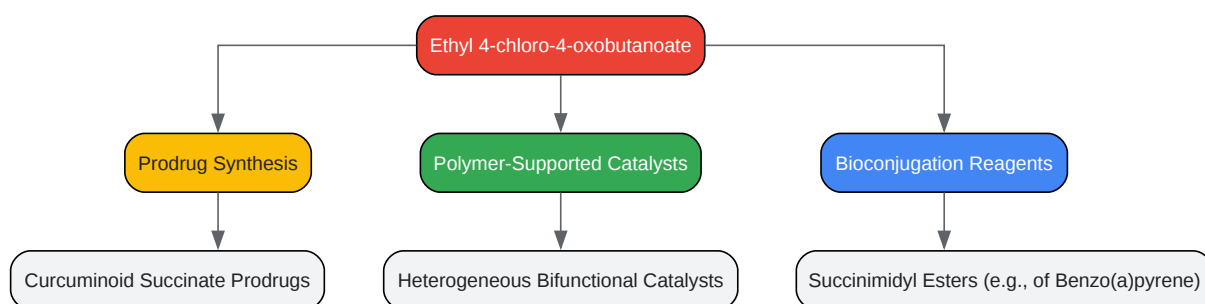 Ethyl 4-chloro-4-oxobutanoate
Prodrug Synthesis
Polymer-Supported Catalysts
Bioconjugation Reagents
Curcuminoid Succinate Prodrugs
Heterogeneous Bifunctional Catalysts
Succinimidyl Esters (e.g., of Benzo(a)pyrene)